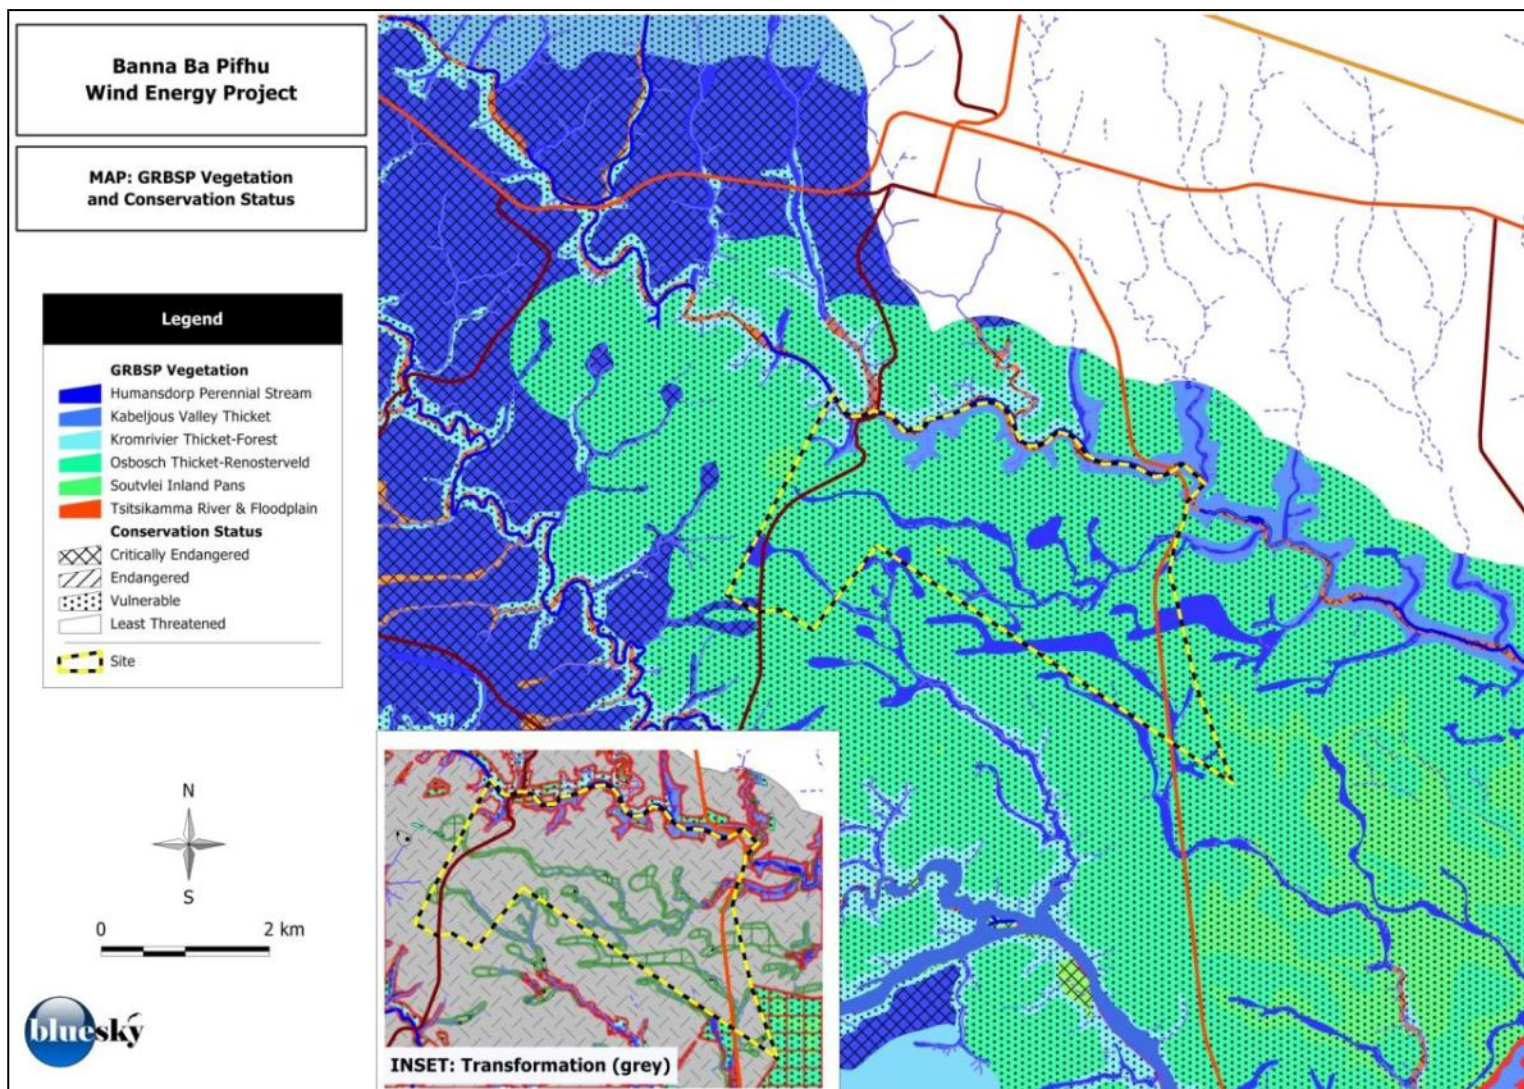 Banna Ba Pifhu
Wind Energy Project
MAP: GRBSP Vegetation
and Conservation Status
Legend
GRBSP Vegetation
Humansdorp Perennial Stream
Kabeljous Valley Thicket
Kromrivier Thicket-Forest
Osbosch Thicket-Renosterveld
Soutvlei Inland Pans
Tsitsikamma River & Floodplain
Conservation Status
Critically Endangered
Endangered
Vulnerable
Least Threatened
Site
N
S
0 2 km
bluesky
INSET: Transformation (grey)